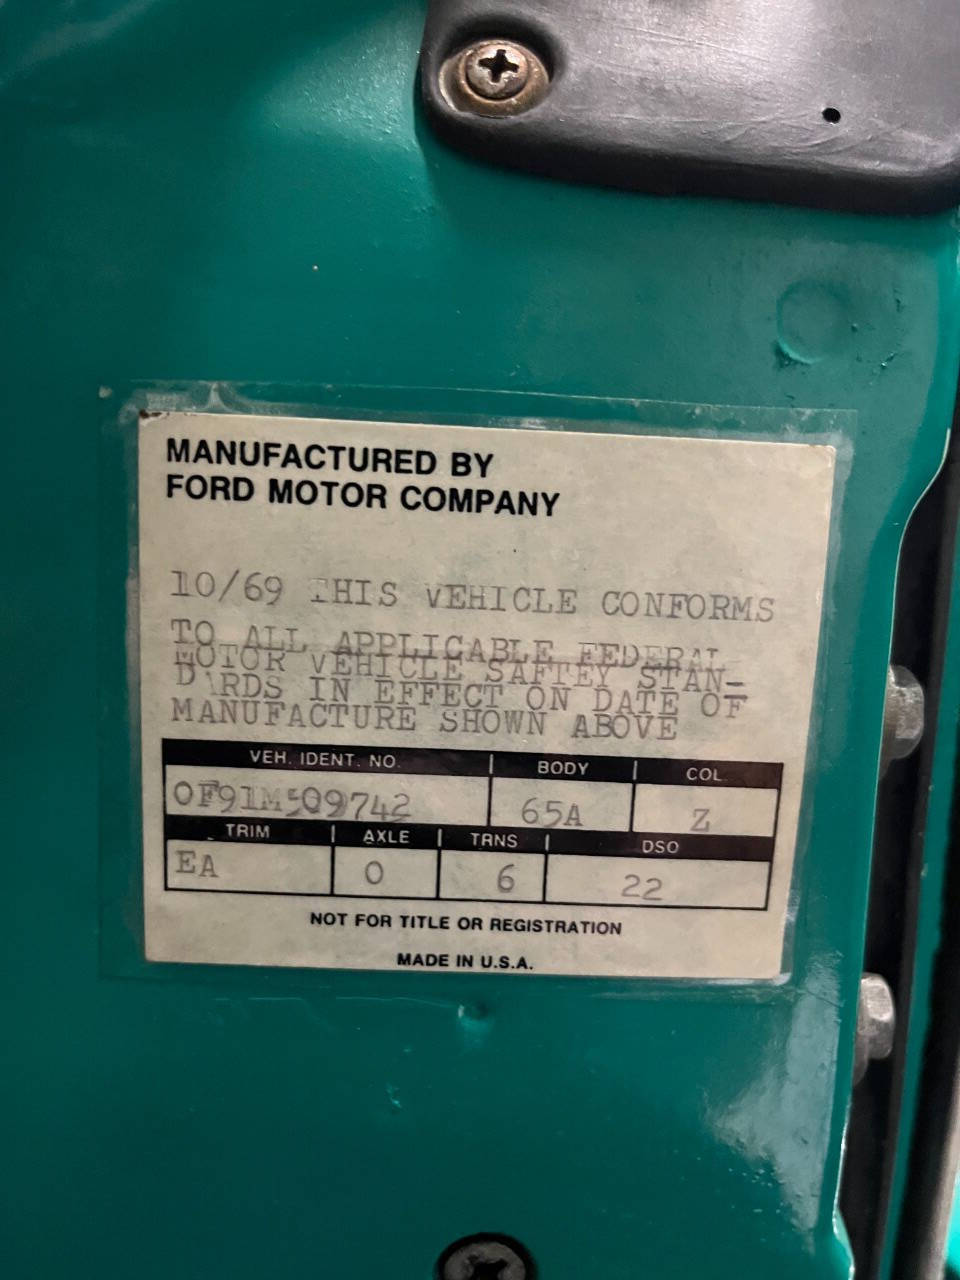 MANUFACTURED BY
FORD MOTOR COMPANY
10/69 THIS VEHICLE CONFORMS
TO ALL APPLICABLE FEDERAL
MOTOR VEHICLE SAFTEY STAN-
DARDS IN EFFECT ON DATE OF
MANUFACTURE SHOWN ABOVE
VEH. IDENT. NO. BODY COL.
0F91M509742 65A Z
TRIM AXLE TRNS DSO
EA 0 6 22
NOT FOR TITLE OR REGISTRATION
MADE IN U.S.A.